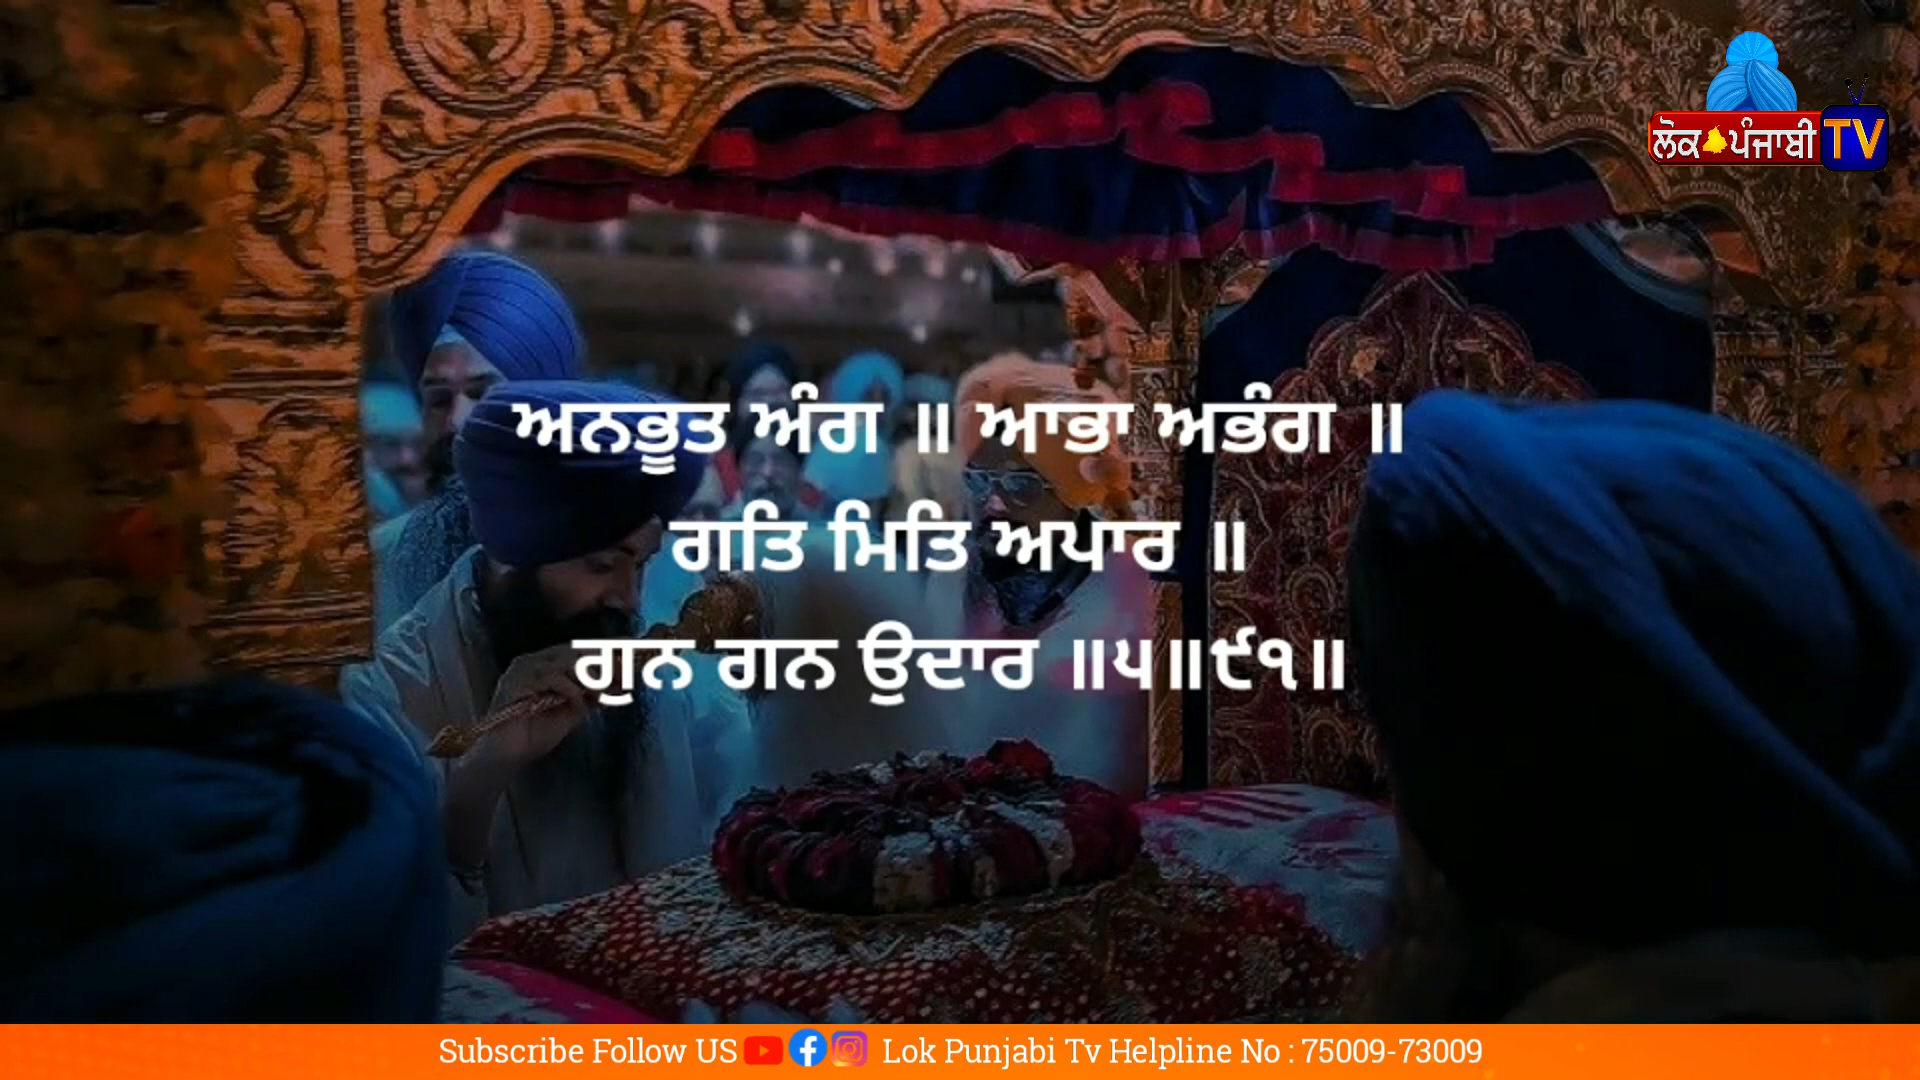 ਲੋਕ ਪੰਜਾਬੀ TV
ਅਨਭੂਤ ਅੰਗ ॥ ਆਭਾ ਅਭੰਗ ॥
ਗਤਿ ਮਿਤਿ ਅਪਾਰ ॥
ਗੁਨ ਗਨ ਉਦਾਰ ॥੫॥੯੧॥
Subscribe Follow US Lok Punjabi Tv Helpline No : 75009-73009